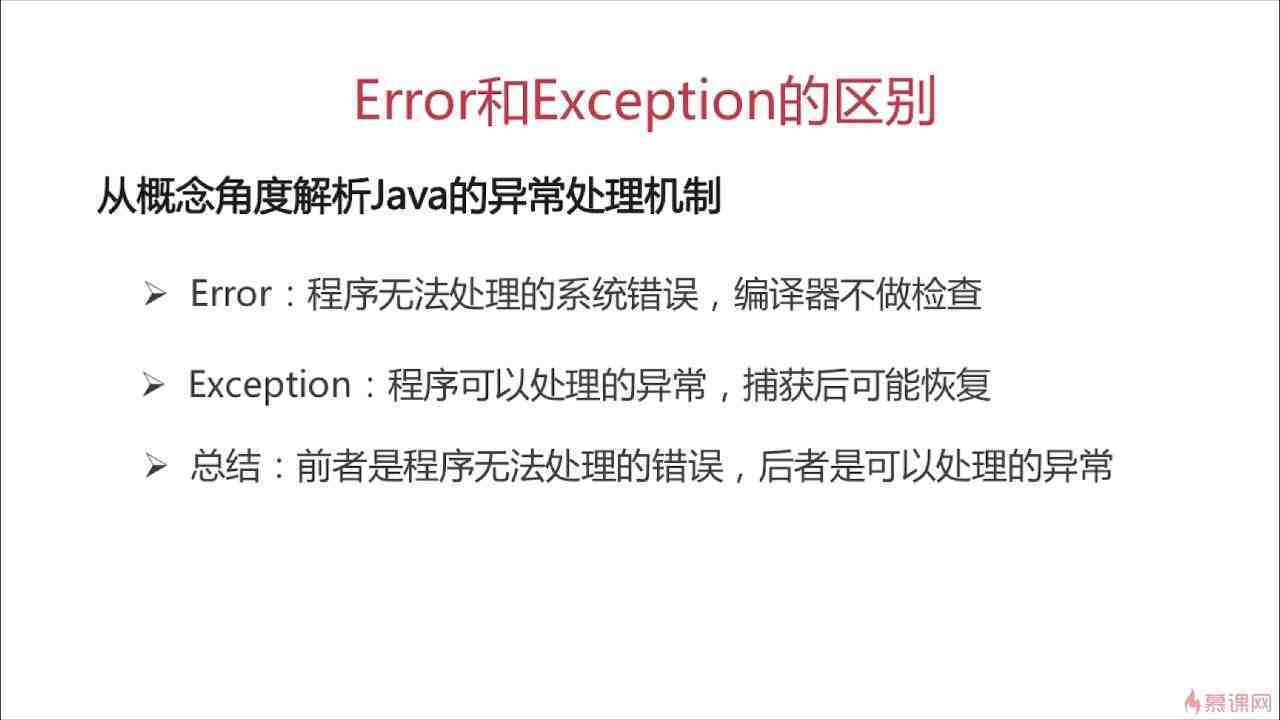 Error和Exception的区别
从概念角度解析Java的异常处理机制
➢ Error：程序无法处理的系统错误，编译器不做检查
➢ Exception：程序可以处理的异常，捕获后可能恢复
➢ 总结：前者是程序无法处理的错误，后者是可以处理的异常
慕课网